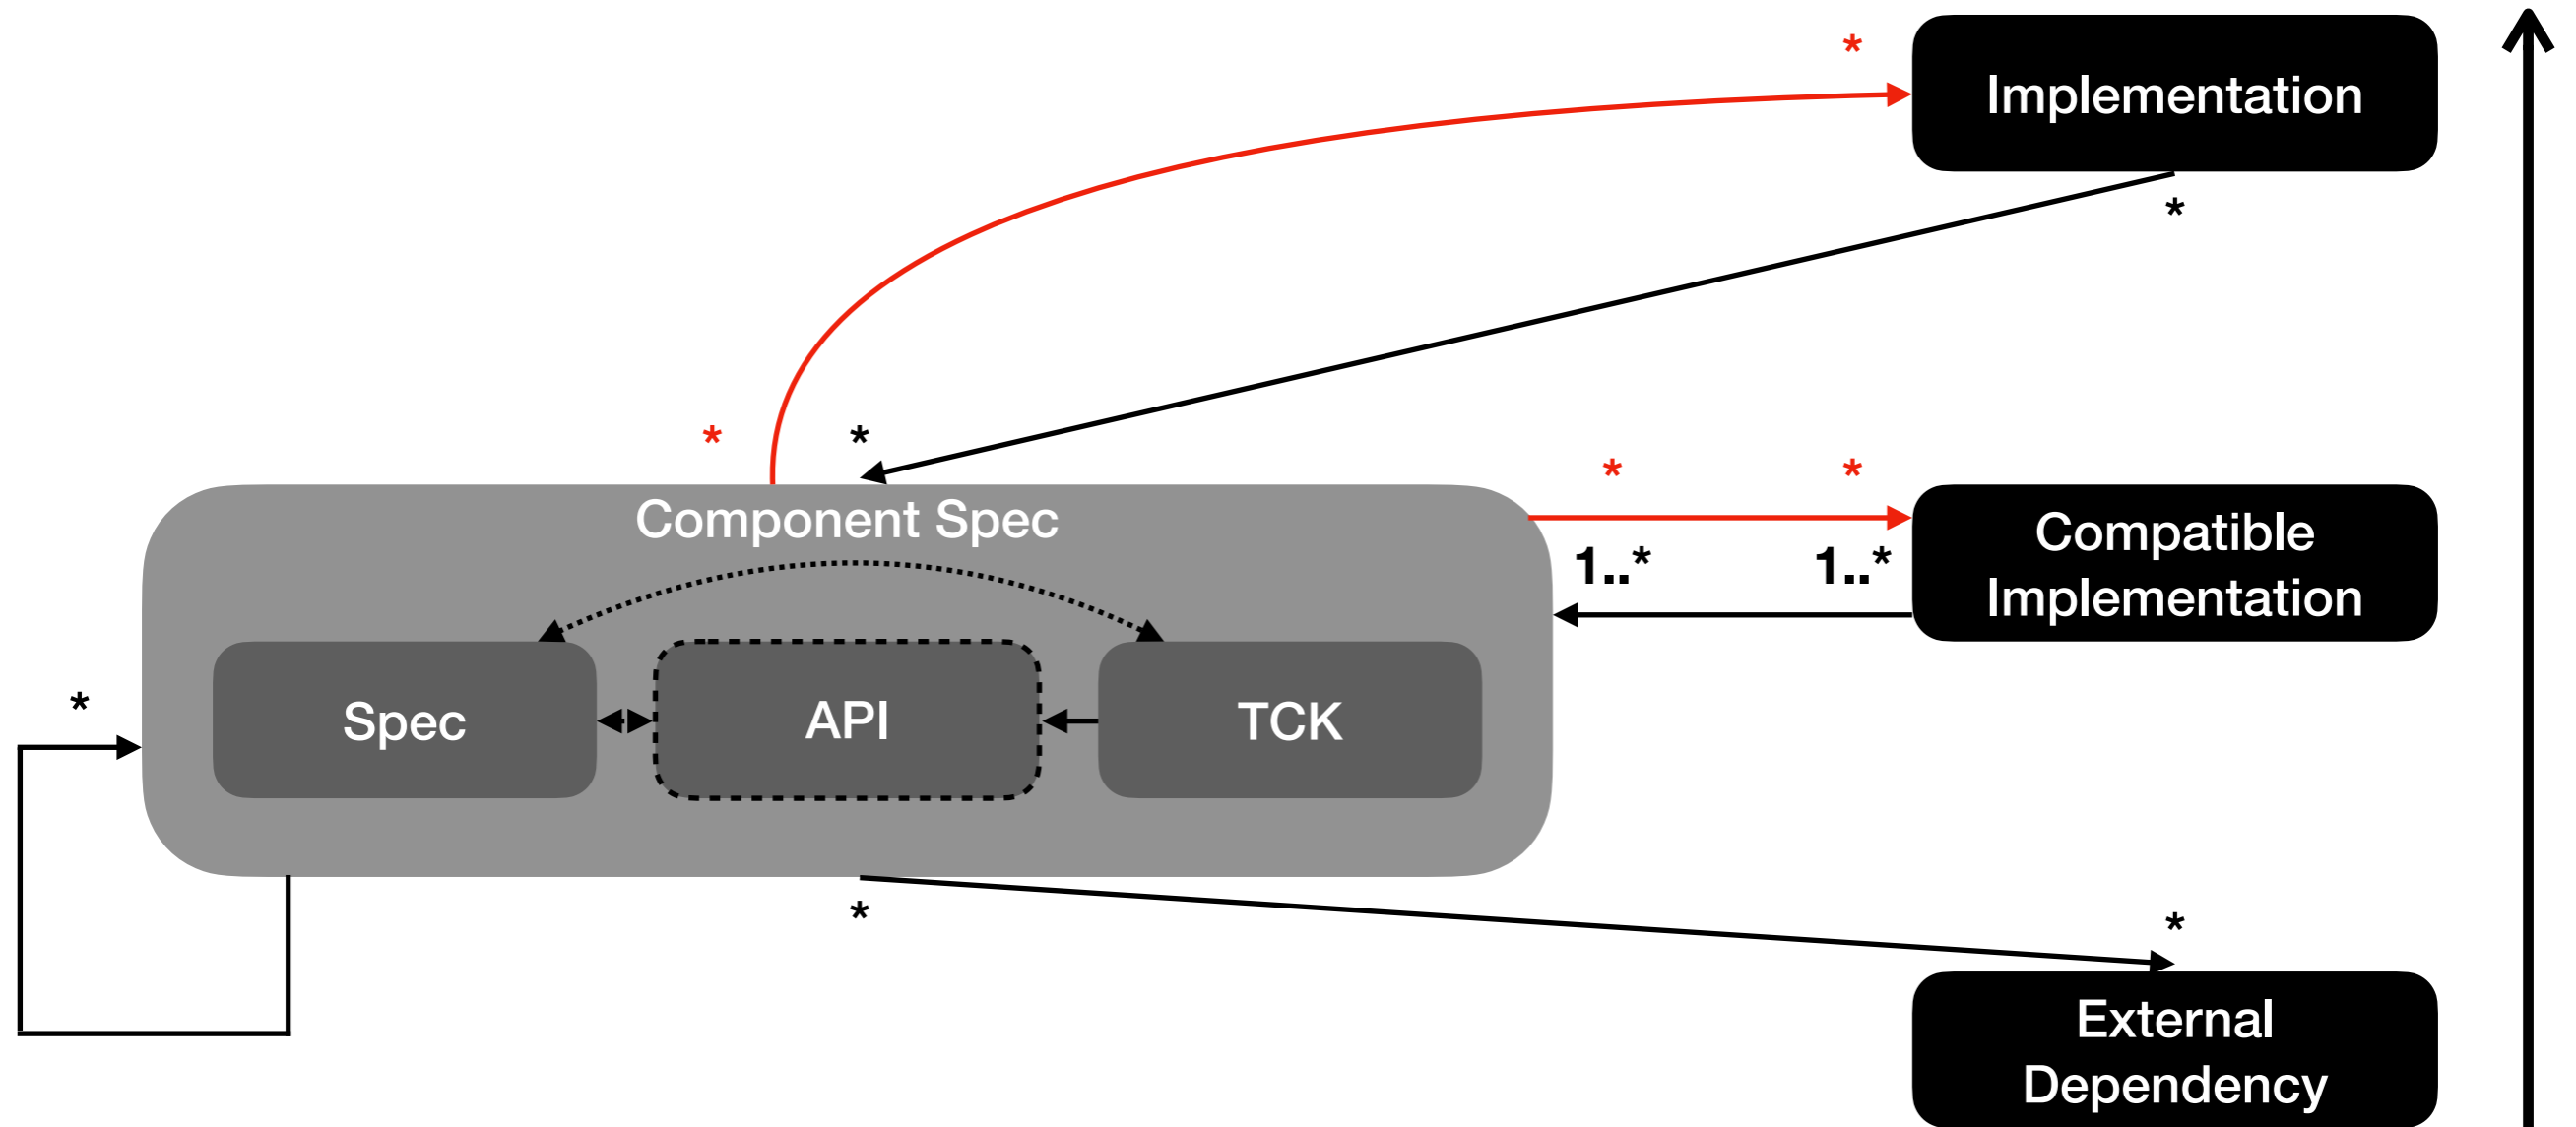 *
Implementation
*
* *
* *
Component Spec
1..* 1..*
Compatible
Implementation
*
Spec API TCK
*
*
External
Dependency